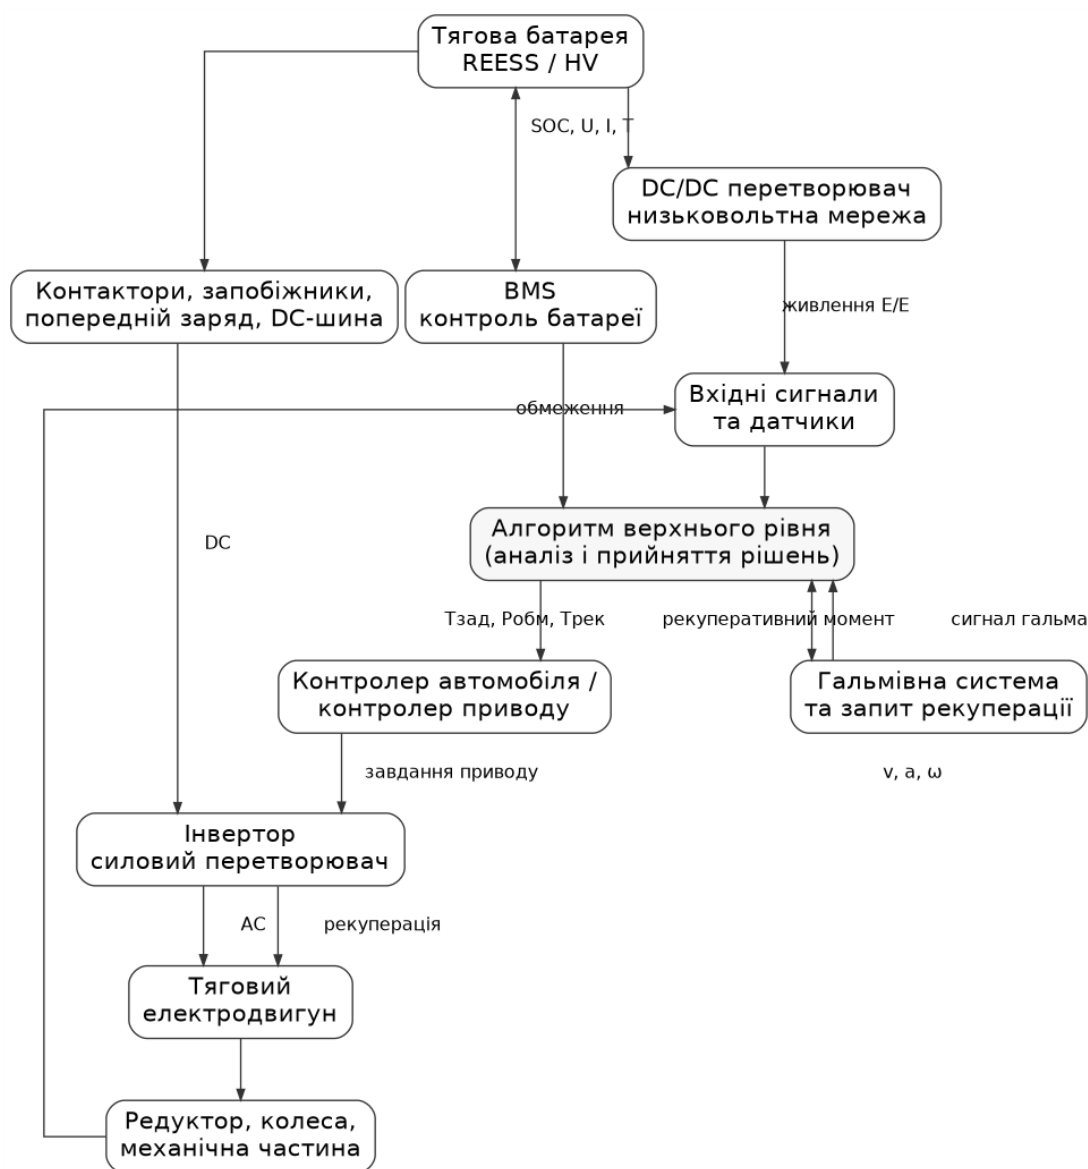 Тягова батарея
REESS / HV
SOC, U, I, T
DC/DC перетворювач
низьковольтна мережа
Контактори, запобіжники,
попередній заряд, DC-шина
BMS
контроль батареї
живлення E/E
Вхідні сигнали
та датчики
обмеження
Алгоритм верхнього рівня
(аналіз і прийняття рішень)
DC
Tзад, Pобм, Tрек
рекуперативний момент
сигнал гальма
Контролер автомобіля /
контролер приводу
Гальмівна система
та запит рекуперації
завдання приводу
v, a, ω
Інвертор
силовий перетворювач
AC
рекуперація
Тяговий
електродвигун
Редуктор, колеса,
механічна частина